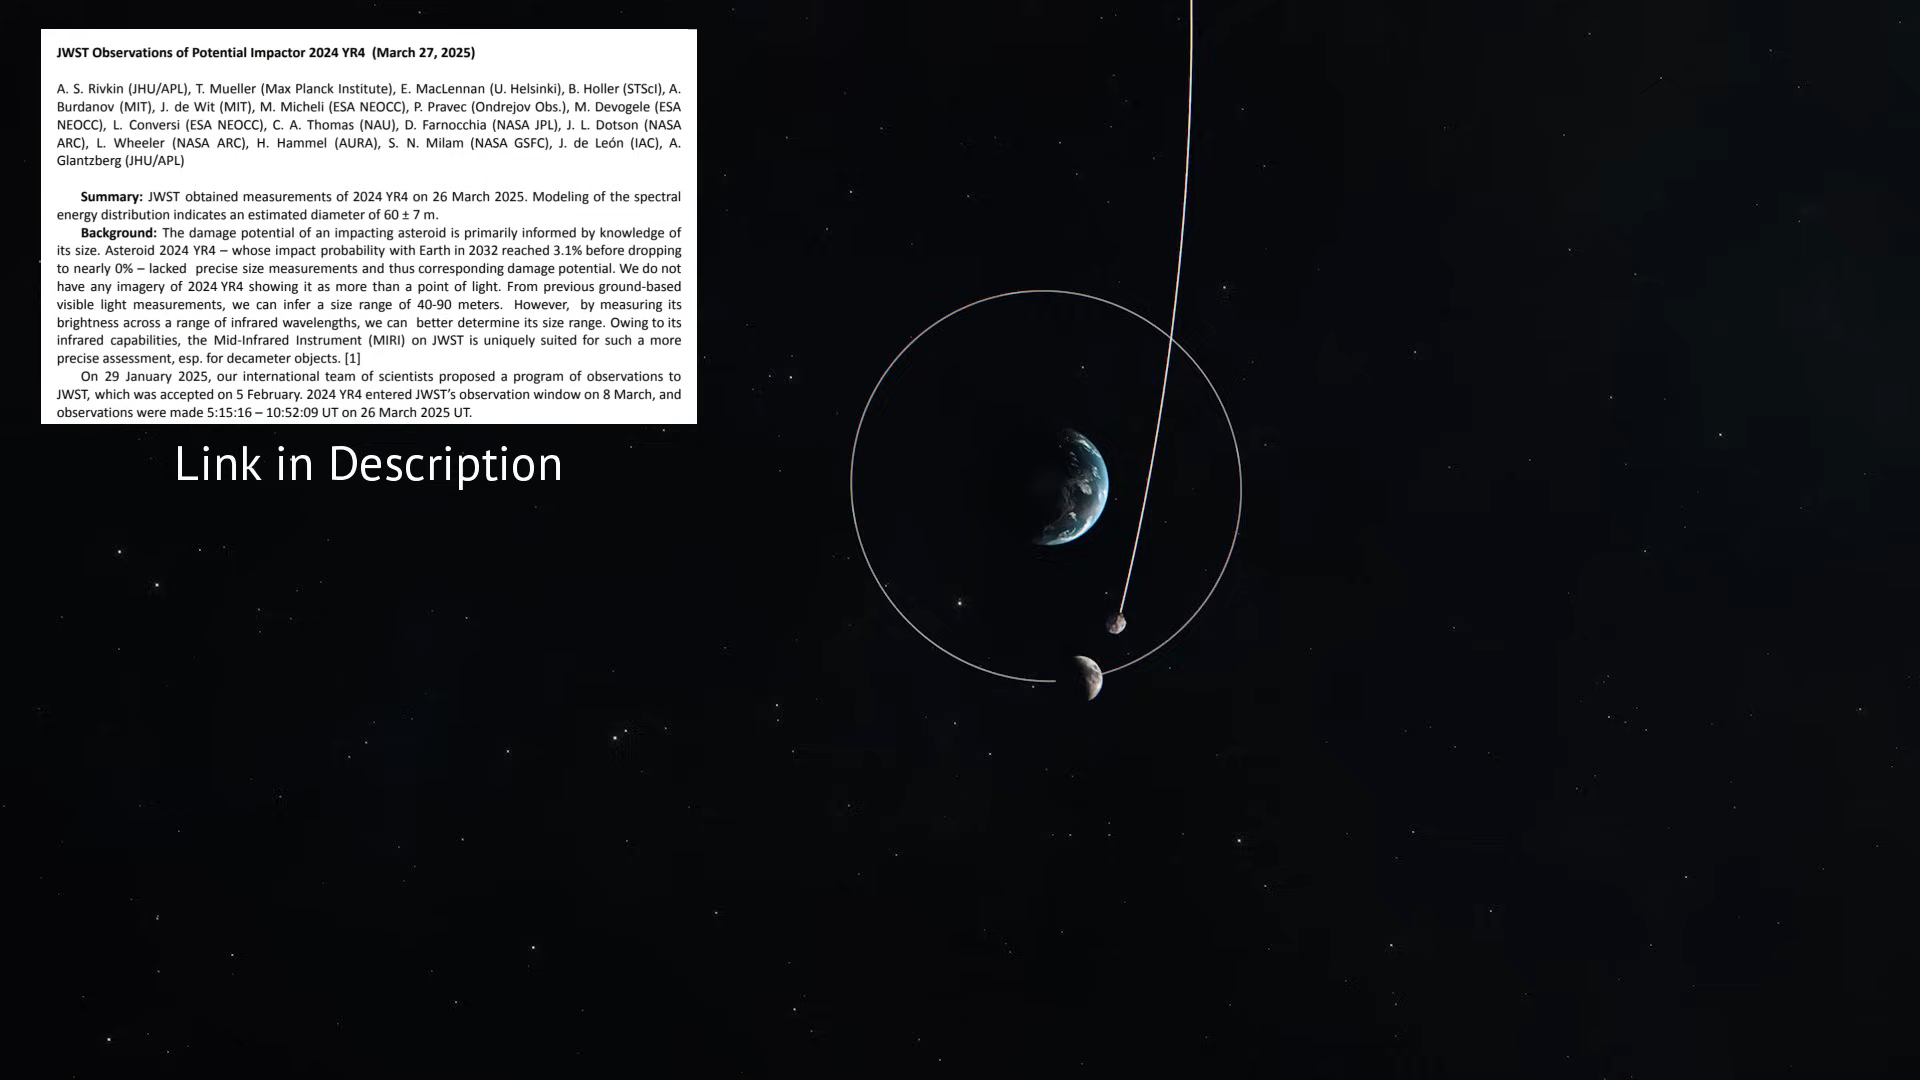 JWST Observations of Potential Impactor 2024 YR4  (March 27, 2025)
A. S. Rivkin (JHU/APL), T. Mueller (Max Planck Institute), E. MacLennan (U. Helsinki), B. Holler (STScI), A.
Burdanov (MIT), J. de Wit (MIT), M. Micheli (ESA NEOCC), P. Pravec (Ondrejov Obs.), M. Devogele (ESA
NEOCC), L. Conversi (ESA NEOCC), C. A. Thomas (NAU), D. Farnocchia (NASA JPL), J. L. Dotson (NASA
ARC), L. Wheeler (NASA ARC), H. Hammel (AURA), S. N. Milam (NASA GSFC), J. de León (IAC), A.
Glantzberg (JHU/APL)
Summary: JWST obtained measurements of 2024 YR4 on 26 March 2025. Modeling of the spectral
energy distribution indicates an estimated diameter of 60 ± 7 m.
Background: The damage potential of an impacting asteroid is primarily informed by knowledge of
its size. Asteroid 2024 YR4 – whose impact probability with Earth in 2032 reached 3.1% before dropping
to nearly 0% – lacked  precise size measurements and thus corresponding damage potential. We do not
have any imagery of 2024 YR4 showing it as more than a point of light. From previous ground-based
visible light measurements, we can infer a size range of 40-90 meters.  However,  by measuring its
brightness across a range of infrared wavelengths, we can  better determine its size range. Owing to its
infrared capabilities, the Mid-Infrared Instrument (MIRI) on JWST is uniquely suited for such a more
precise assessment, esp. for decameter objects. [1]
On 29 January 2025, our international team of scientists proposed a program of observations to
JWST, which was accepted on 5 February. 2024 YR4 entered JWST’s observation window on 8 March, and
observations were made 5:15:16 – 10:52:09 UT on 26 March 2025 UT.
Link in Description